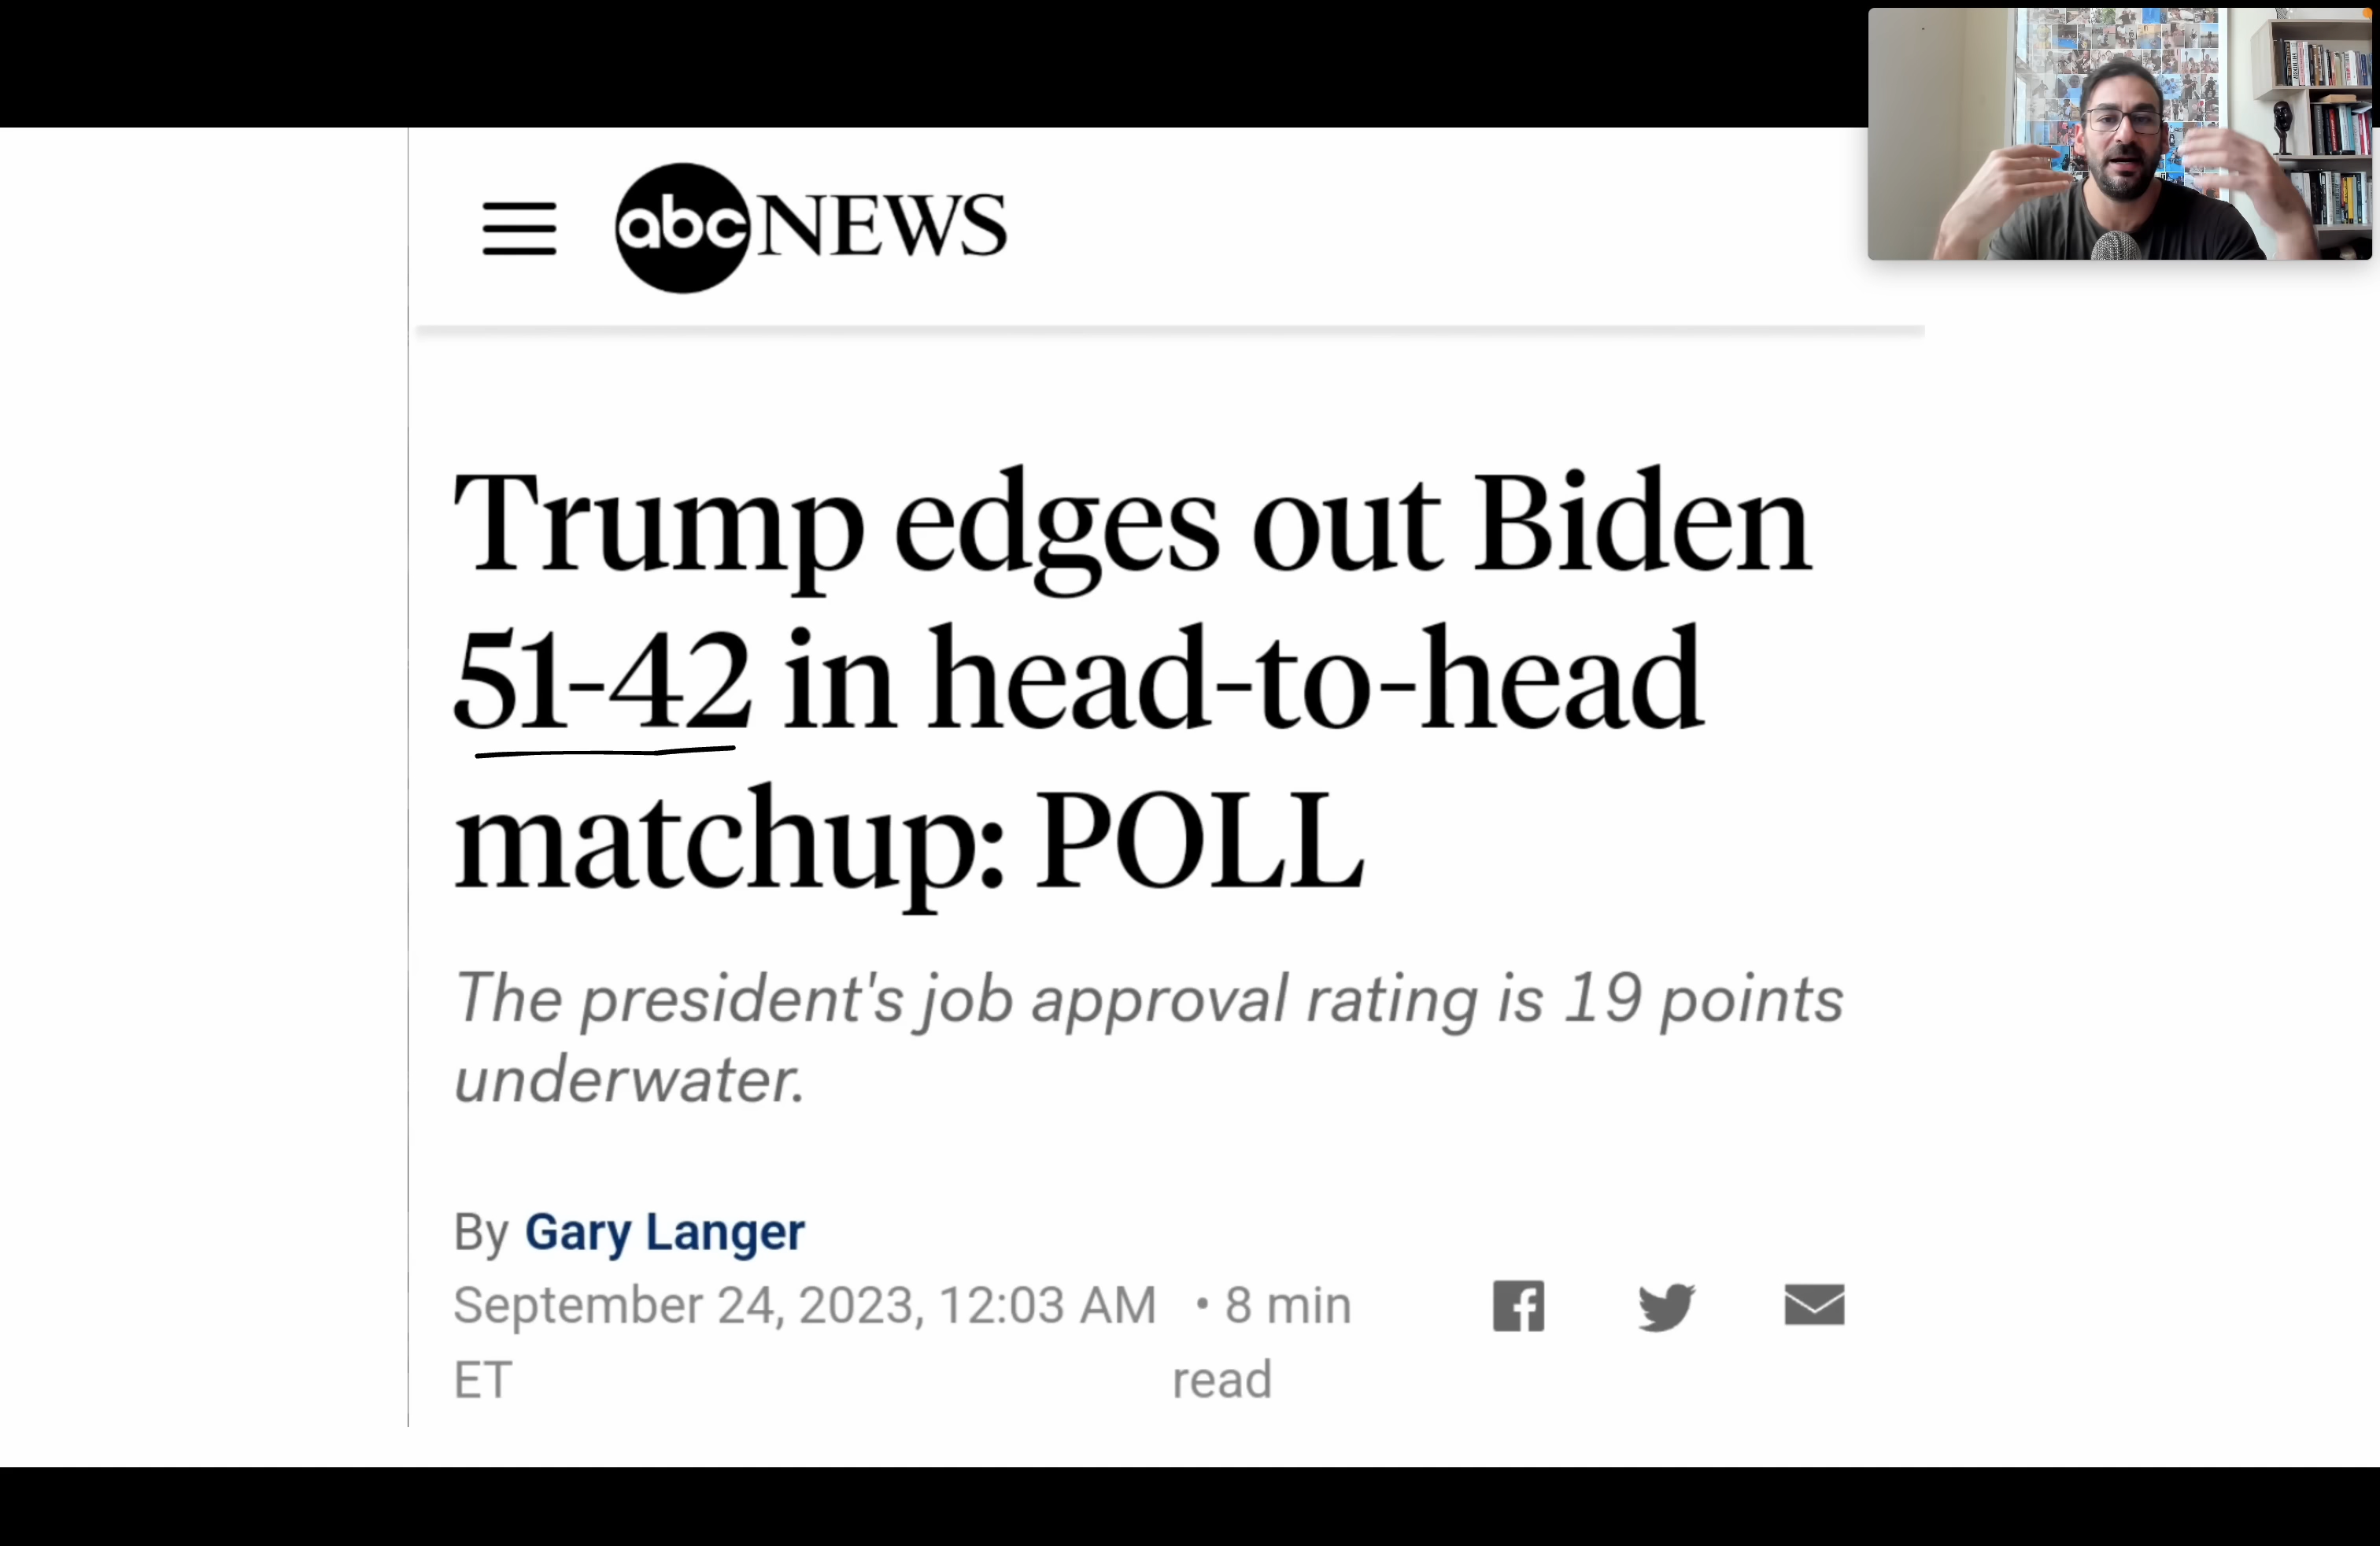 abc NEWS
Trump edges out Biden
51-42 in head-to-head
matchup: POLL
The president's job approval rating is 19 points
underwater.
By Gary Langer
September 24, 2023, 12:03 AM • 8 min
ET read